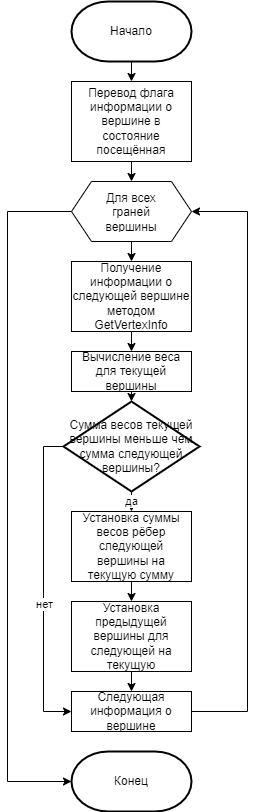 Начало
Перевод флага
информации о
вершине в
состояние
посещённая
Для всех
граней
вершины
Получение
информации о
следующей вершине
методом
GetVertexInfo
Вычисление веса
для текущей
вершины
Сумма весов текущей
вершины меньше чем
сумма следующей
вершины?
да
Установка суммы
весов рёбер
следующей
вершины на
текущую сумму
нет
Установка
предыдущей
вершины для
следующей на
текущую
Следующая
информация о
вершине
Конец